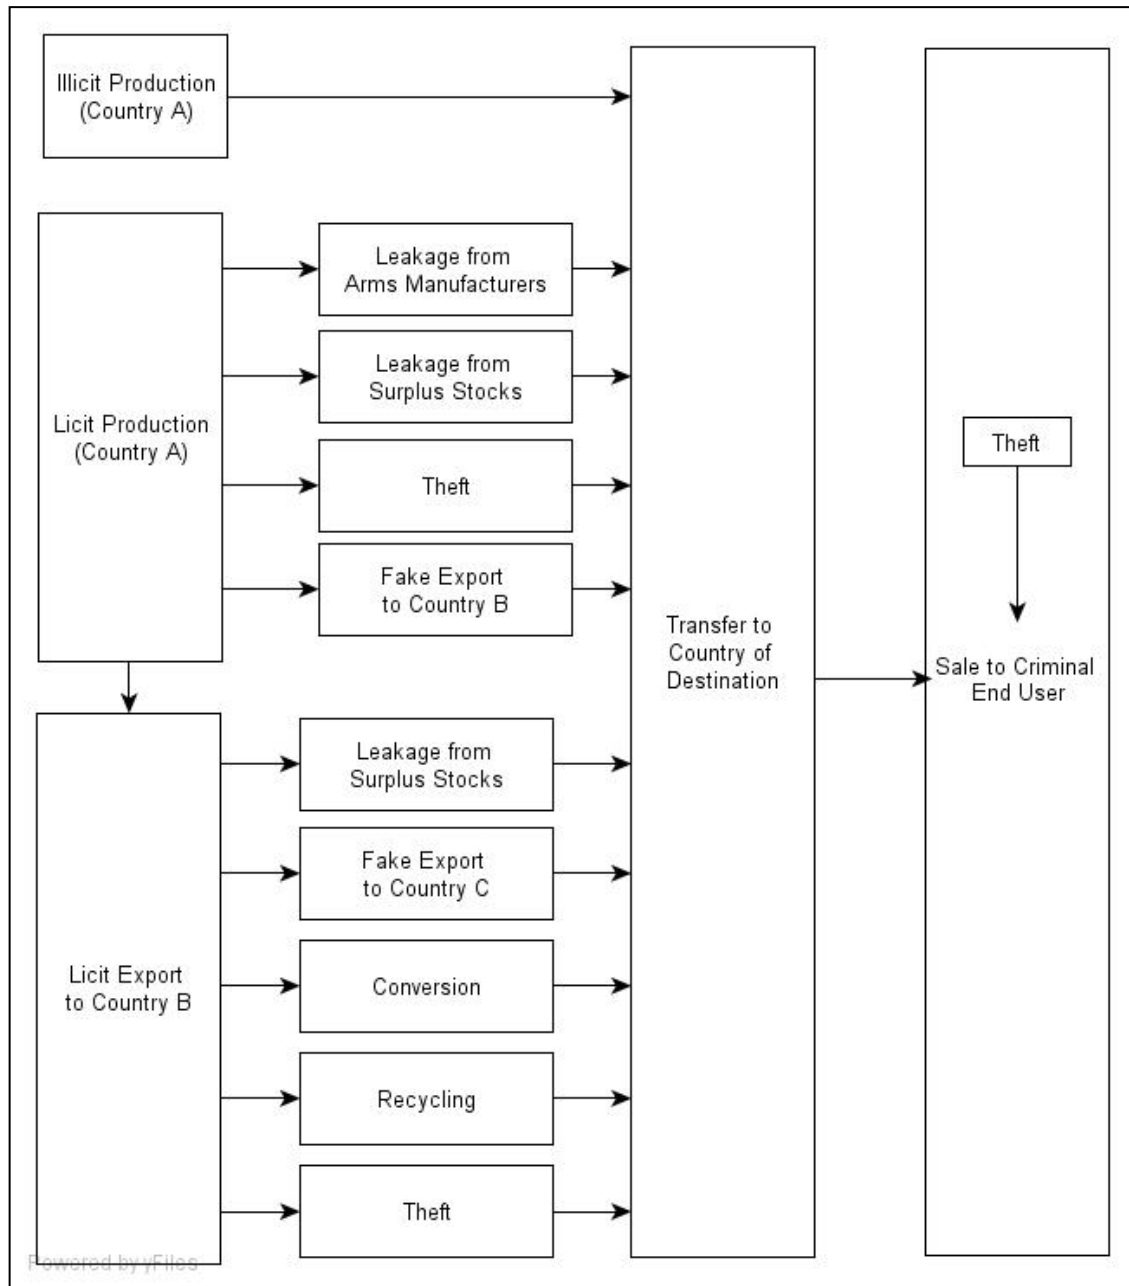 Illicit Production
(Country A)
Leakage from
Arms Manufacturers
Leakage from
Surplus Stocks
Licit Production
(Country A)
Theft
Fake Export
to Country B
Transfer to
Country of
Destination
Theft
Sale to Criminal
End User
Leakage from
Surplus Stocks
Fake Export
to Country C
Licit Export
to Country B
Conversion
Recycling
Theft
Powered by yFiles